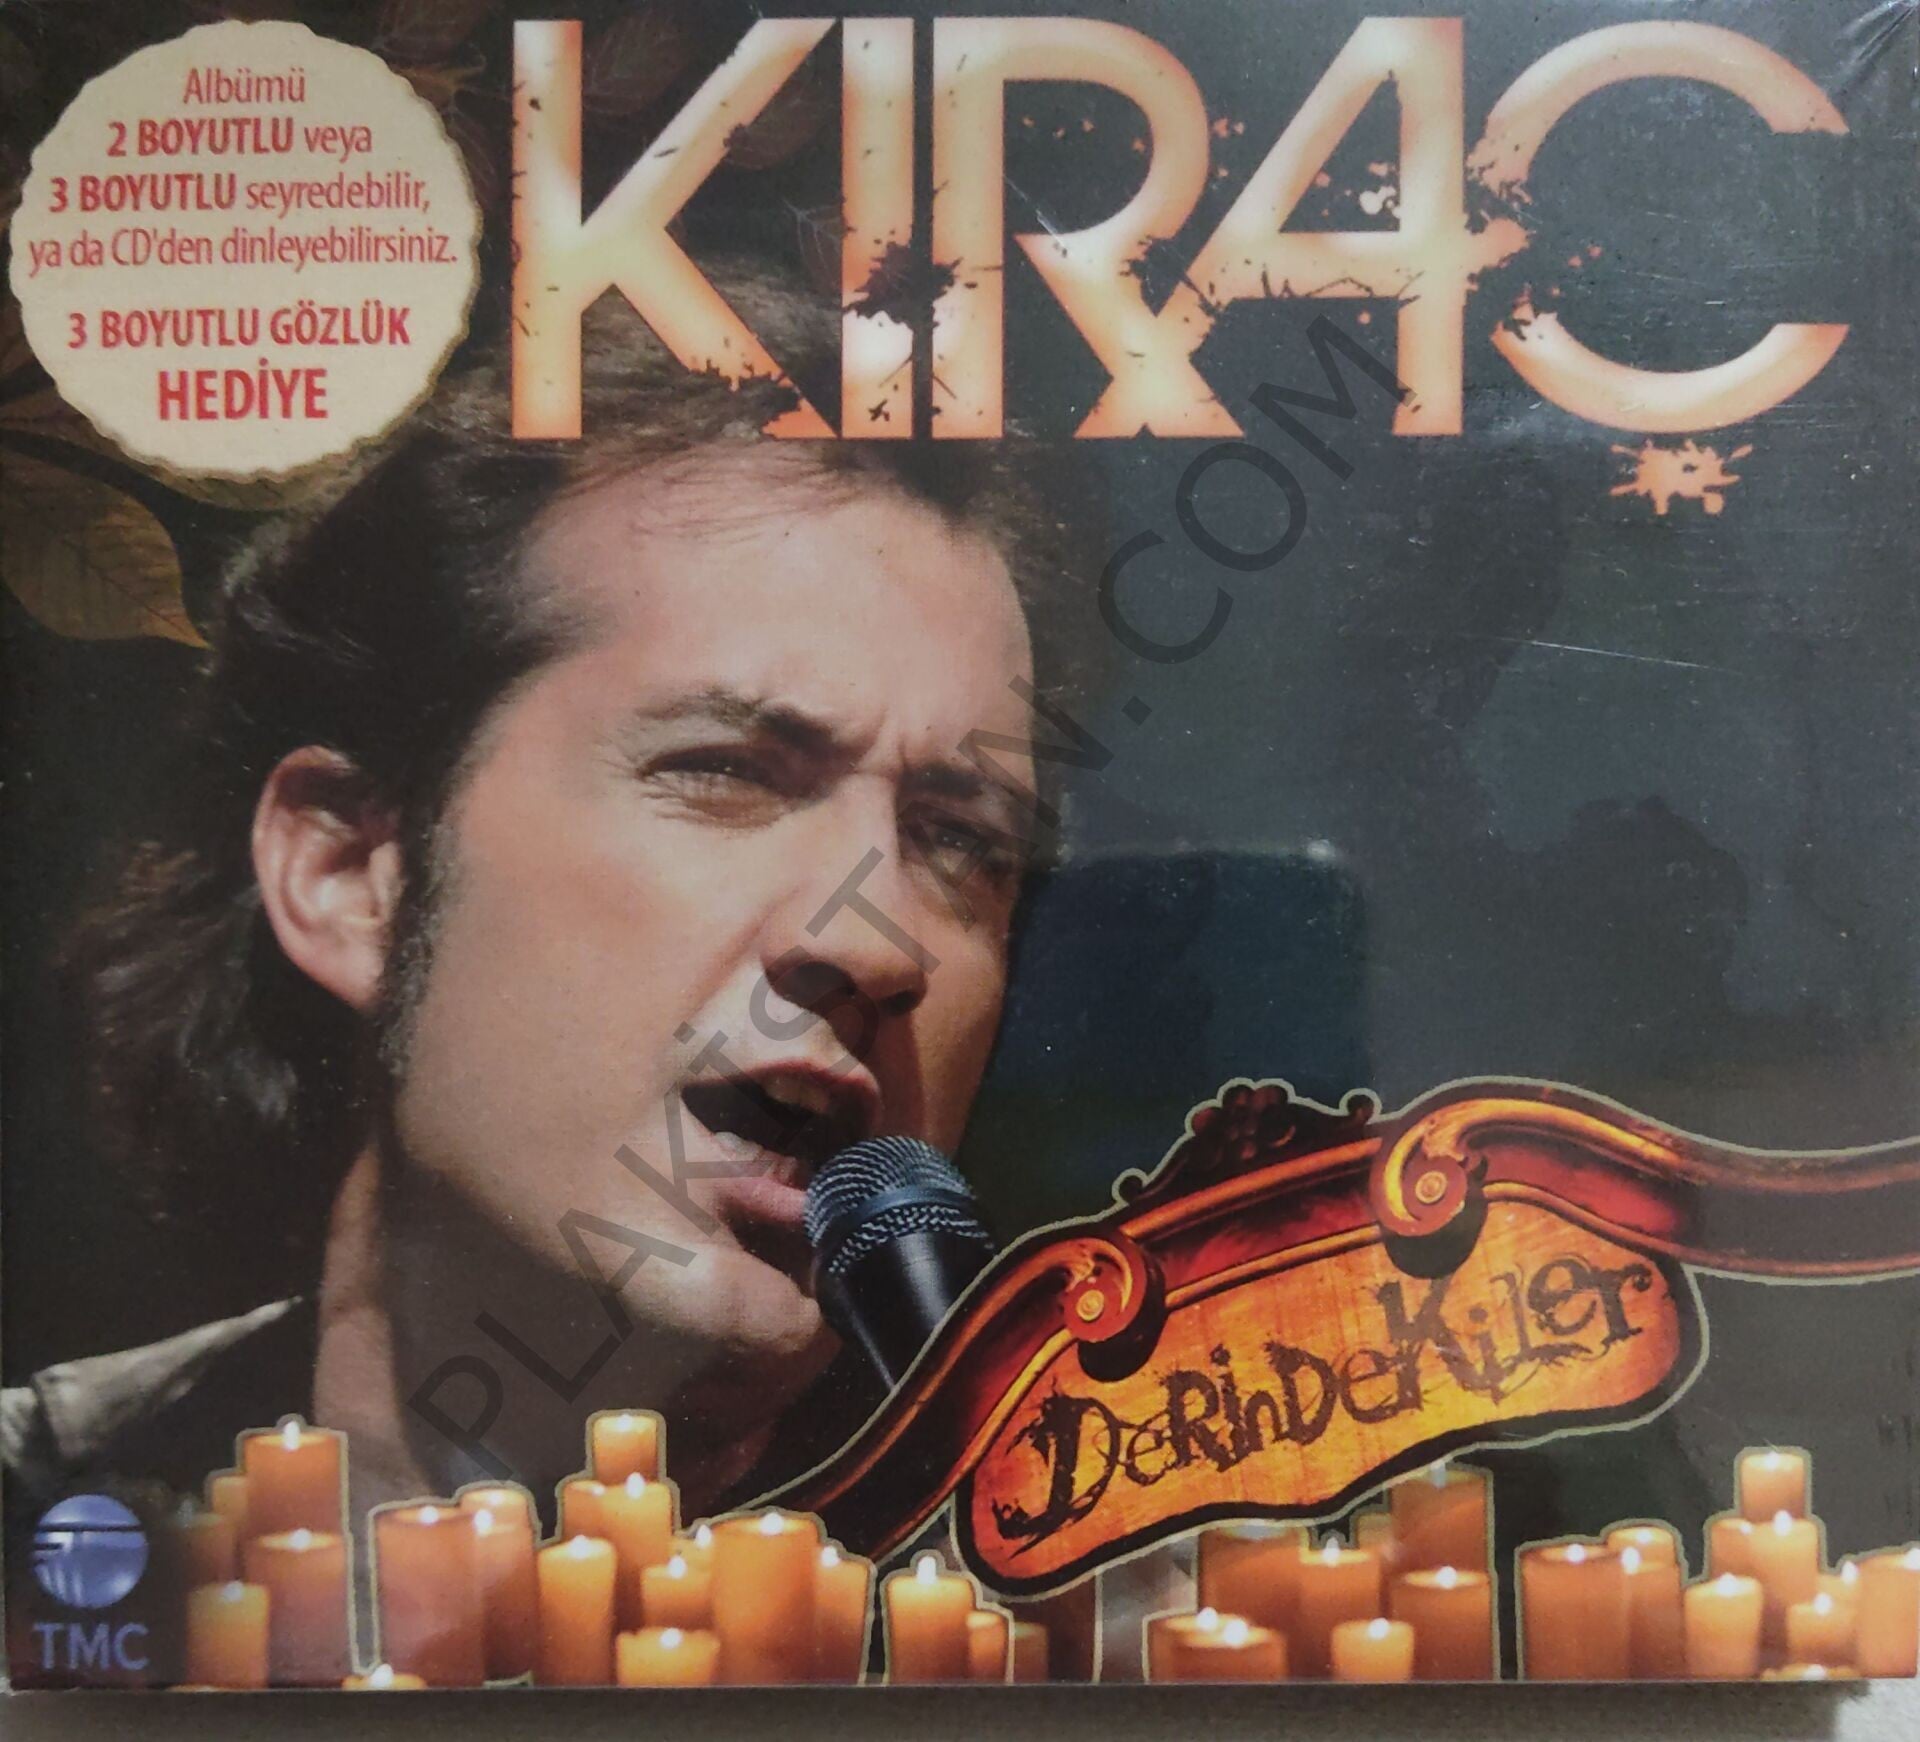 Albümü
2 BOYUTLU veya
3 BOYUTLU seyredebilir,
ya da CD'den dinleyebilirsiniz.
3 BOYUTLU GÖZLÜK
HEDİYE
KIRAÇ
PLAKİSTAN.COM
DeRinDeKiLer
TMC